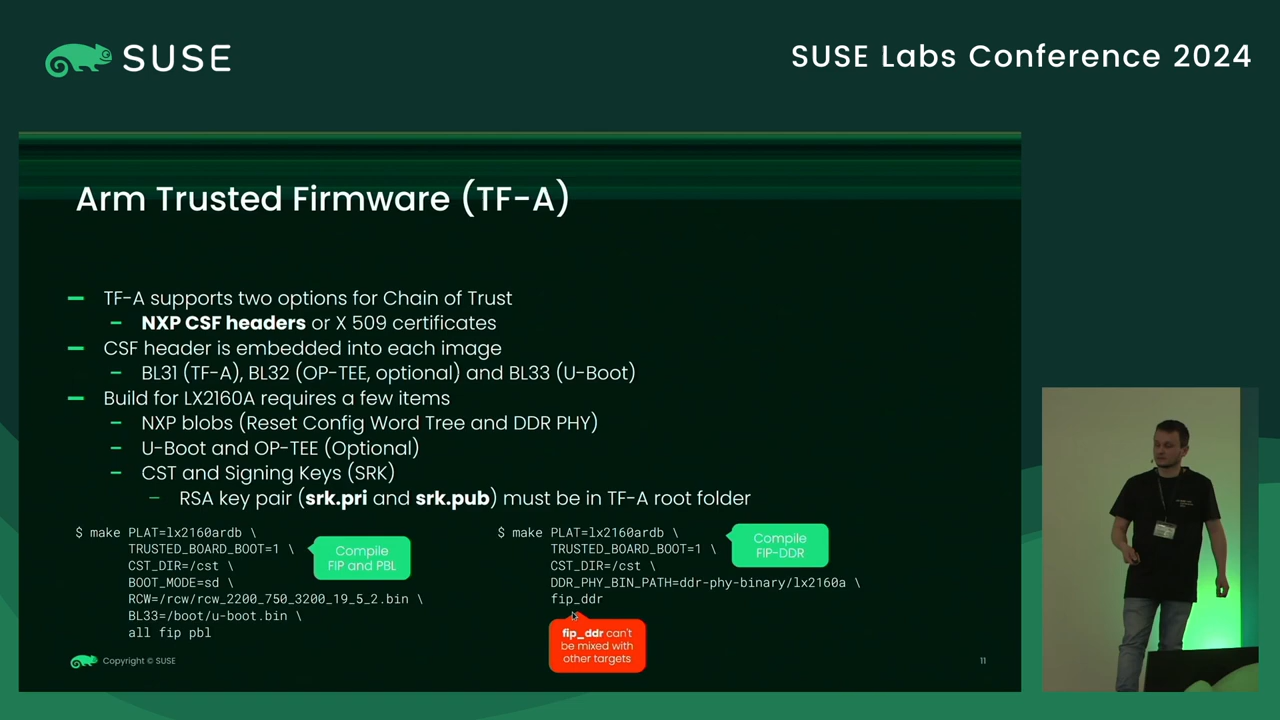 SUSE
SUSE Labs Conference 2024
Arm Trusted Firmware (TF-A)
TF-A supports two options for Chain of Trust
NXP CSF headers or X 509 certificates
CSF header is embedded into each image
BL31 (TF-A), BL32 (OP-TEE, optional) and BL33 (U-Boot)
Build for LX2160A requires a few items
NXP blobs (Reset Config Word Tree and DDR PHY)
U-Boot and OP-TEE (Optional)
CST and Signing Keys (SRK)
RSA key pair (srk.pri and srk.pub) must be in TF-A root folder
$ make PLAT=lx2160ardb \
TRUSTED_BOARD_BOOT=1 \
CST_DIR=/cst \
BOOT_MODE=sd \
RCW=/rcw/rcw_2200_750_3200_19_5_2.bin \
BL33=/boot/u-boot.bin \
all fip pbl
Compile
FIP and PBL
$ make PLAT=lx2160ardb \
TRUSTED_BOARD_BOOT=1 \
CST_DIR=/cst \
DDR_PHY_BIN_PATH=ddr-phy-binary/lx2160a \
fip_ddr
Compile
FIP-DDR
fip_ddr can't
be mixed with
other targets
Copyright © SUSE
11